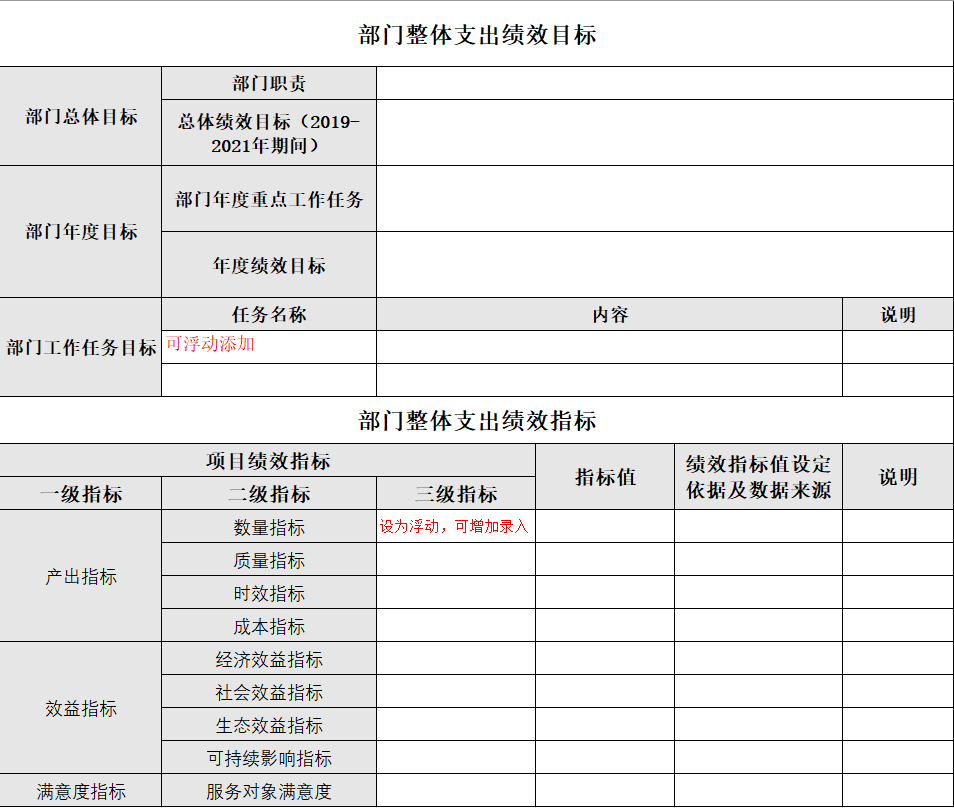 部门整体支出绩效目标
部门总体目标
部门职责
总体绩效目标（2019-
2021年期间）
部门年度目标
部门年度重点工作任务
年度绩效目标
部门工作任务目标
任务名称
内容
说明
可浮动添加
部门整体支出绩效指标
项目绩效指标
指标值
绩效指标值设定
依据及数据来源
说明
一级指标
二级指标
三级指标
产出指标
数量指标
设为浮动，可增加录入
质量指标
时效指标
成本指标
效益指标
经济效益指标
社会效益指标
生态效益指标
可持续影响指标
满意度指标
服务对象满意度